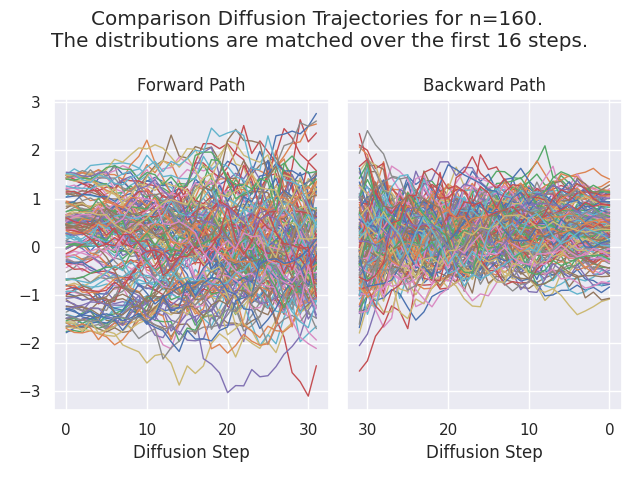 Comparison Diffusion Trajectories for n=160.
The distributions are matched over the first 16 steps.
Forward Path
Backward Path
3
2
1
0
−1
−2
−3
0 10 20 30
30 20 10 0
Diffusion Step
Diffusion Step